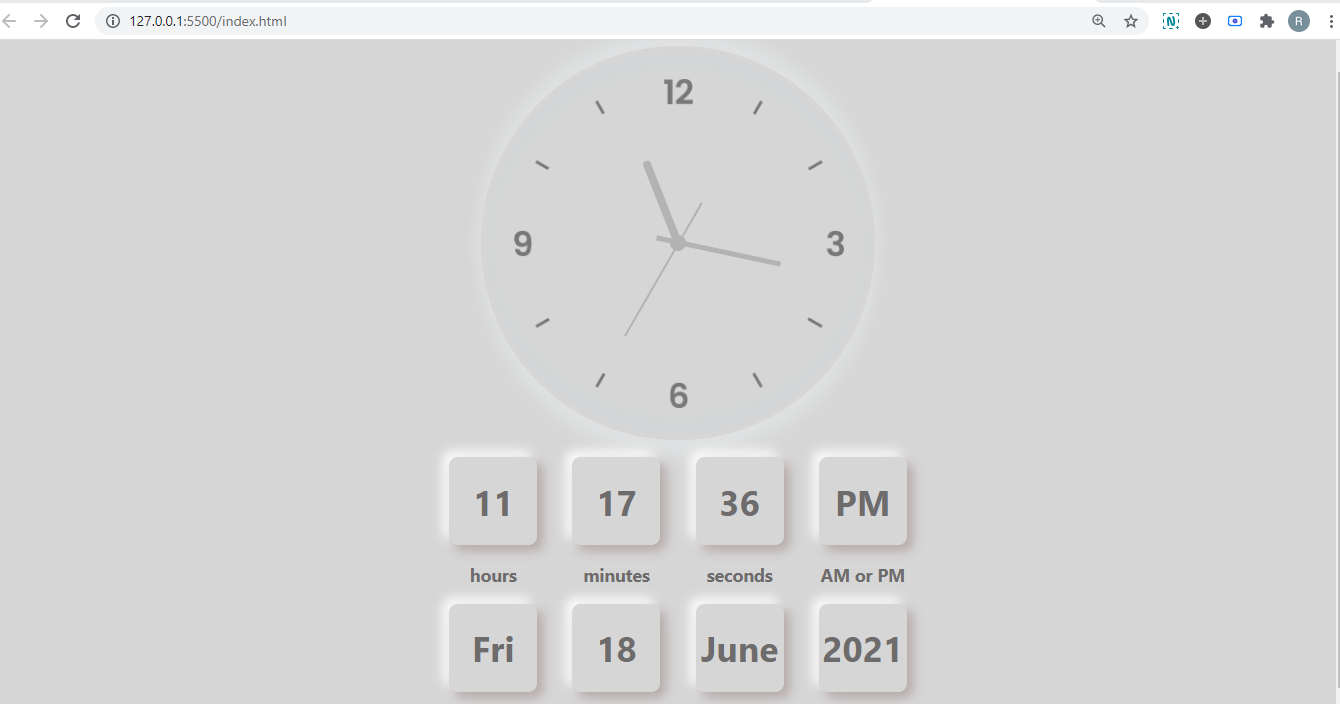 127.0.0.1:5500/index.html
R
12
9
3
6
11 17 36 PM
hours minutes seconds AM or PM
Fri 18 June 2021